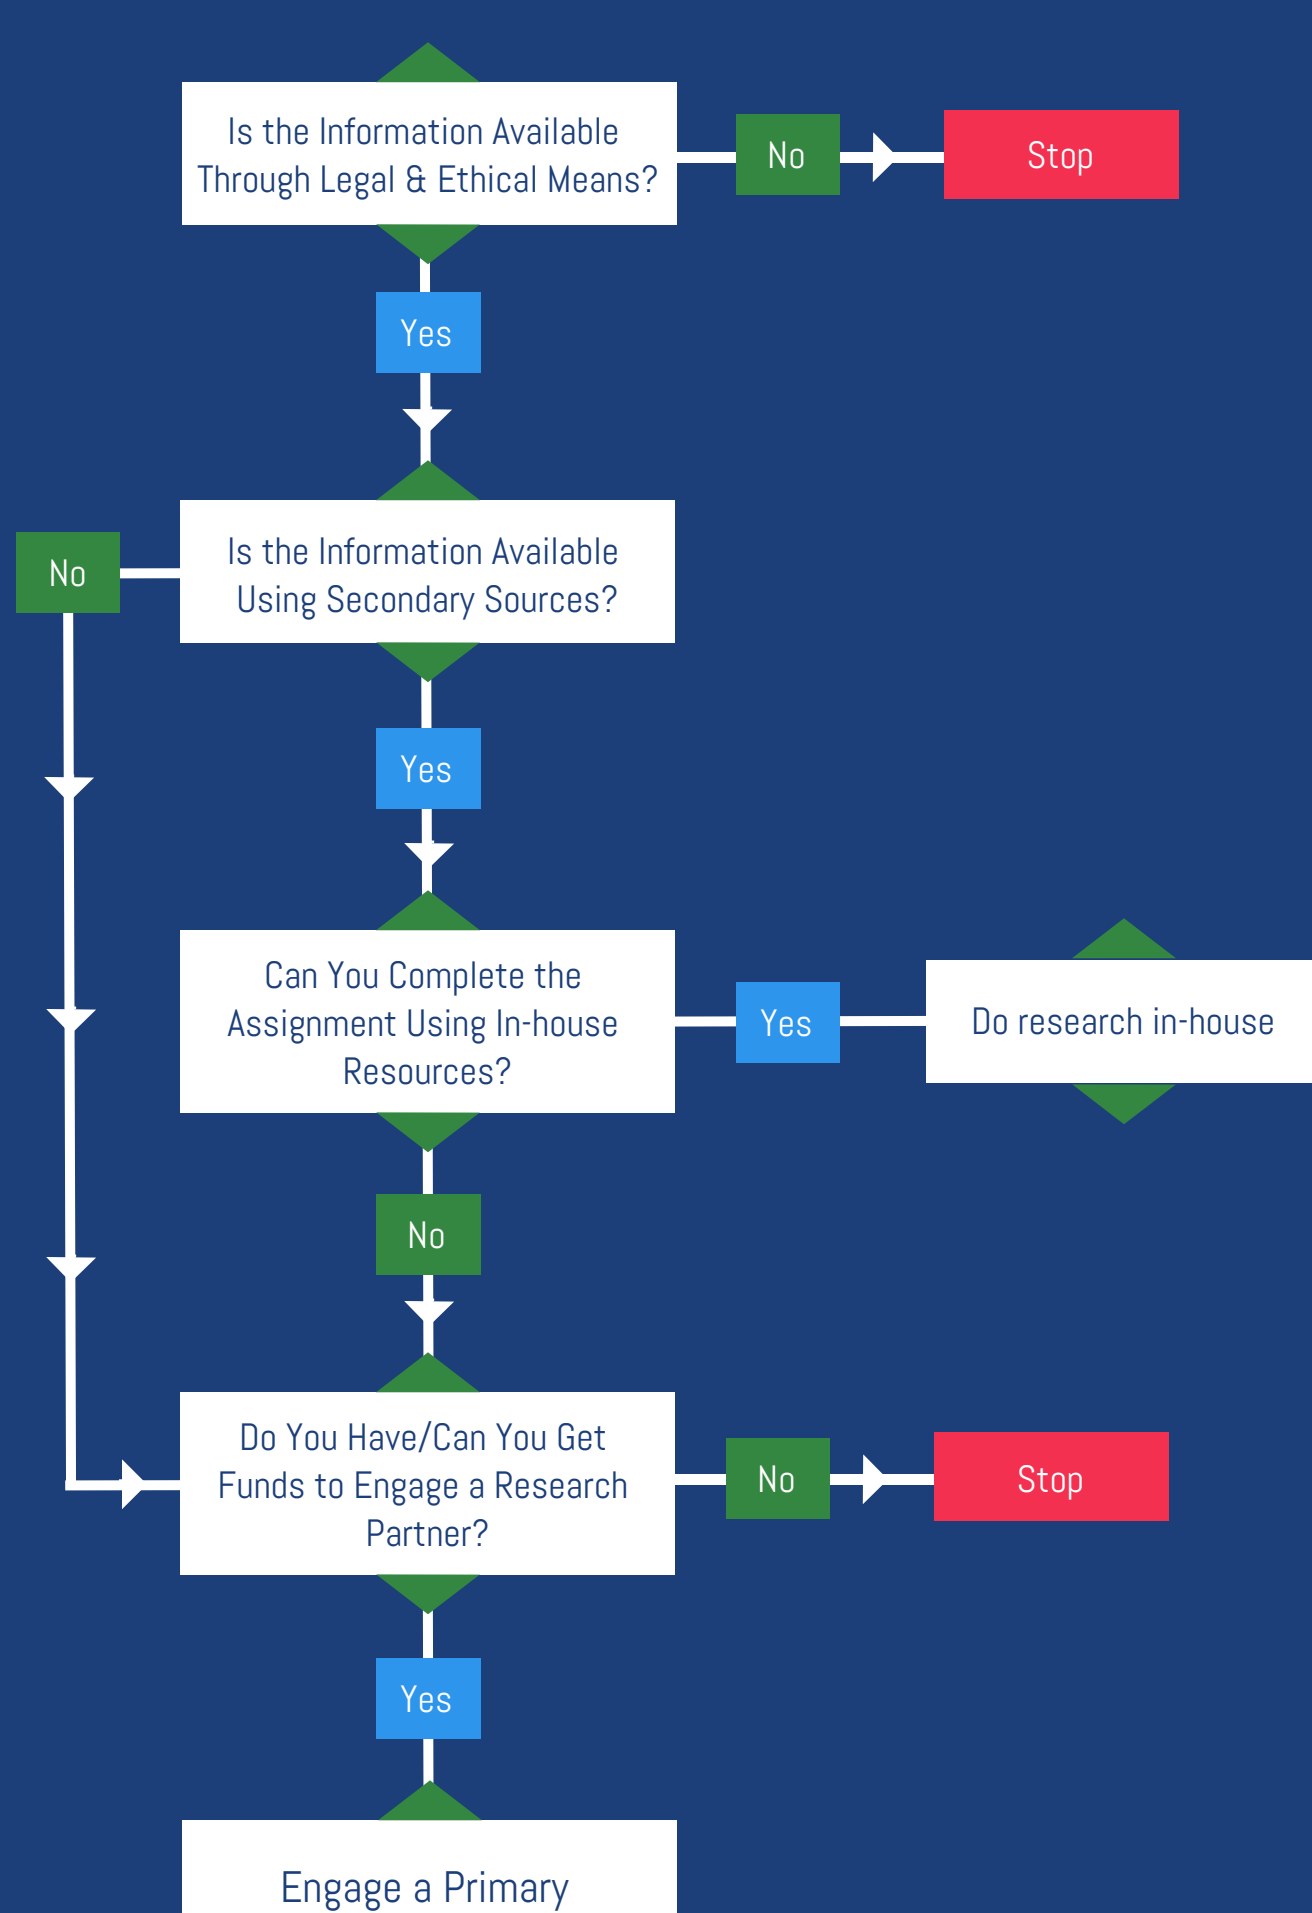 Is the Information Available
Through Legal & Ethical Means?
No
Stop
Yes
Is the Information Available
Using Secondary Sources?
No
Yes
Can You Complete the
Assignment Using In-house
Resources?
Yes
Do research in-house
No
Do You Have/Can You Get
Funds to Engage a Research
Partner?
No
Stop
Yes
Engage a Primary